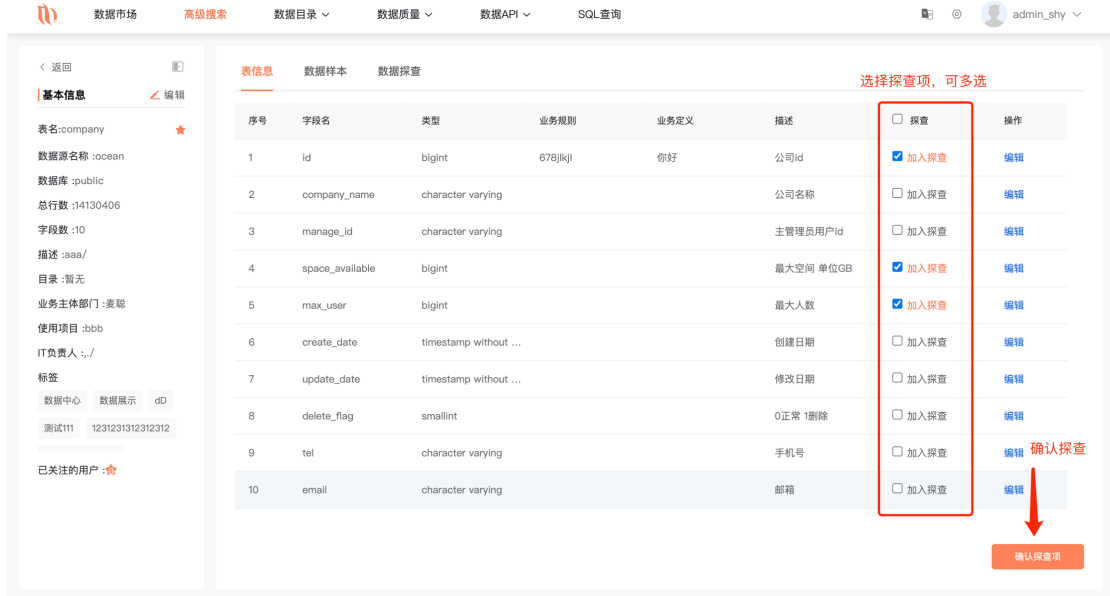 数据市场 高级搜索 数据目录 数据质量 数据API SQL查询 admin_shy
返回
基本信息 编辑
表名:company
数据源名称 :ocean
数据库 :public
总行数 :14130406
字段数 :10
描述 :aaa/
目录 :暂无
业务主体部门 :麦聪
使用项目 :bbb
IT负责人 :,./
标签
数据中心 数据展示 dD
测试111 1231231312312312
已关注的用户 :
表信息 数据样本 数据探查
选择探查项，可多选
序号 字段名 类型 业务规则 业务定义 描述 探查 操作
1 id bigint 678jlkjl 你好 公司id 加入探查 编辑
2 company_name character varying 公司名称 加入探查 编辑
3 manage_id character varying 主管理员用户id 加入探查 编辑
4 space_available bigint 最大空间 单位GB 加入探查 编辑
5 max_user bigint 最大人数 加入探查 编辑
6 create_date timestamp without ... 创建日期 加入探查 编辑
7 update_date timestamp without ... 修改日期 加入探查 编辑
8 delete_flag smallint 0正常 1删除 加入探查 编辑
9 tel character varying 手机号 加入探查 编辑
确认探查
10 email character varying 邮箱 加入探查 编辑
确认探查项